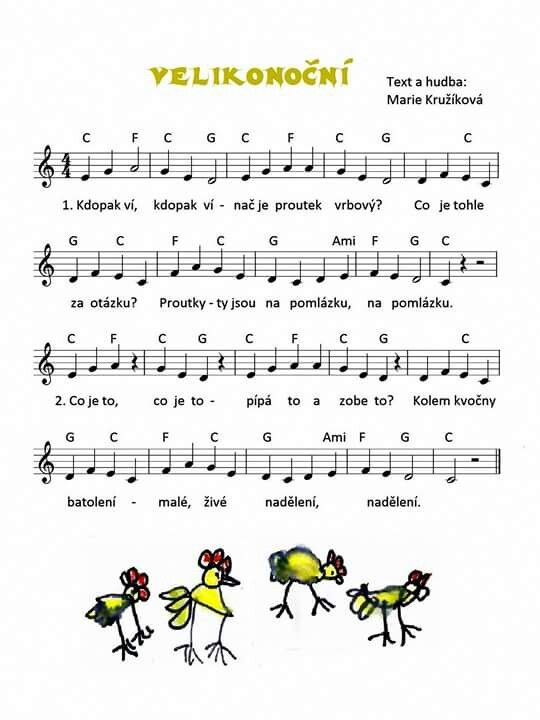 VELIKONOČNÍ
Text a hudba:
Marie Kružíková
C F C G C F C G G C
4
4
1. Kdopak ví, kdopak ví - nač je proutek vrbový? Co je tohle
G C F C G Ami F G C
za otázku? Proutky - ty jsou na pomlázku, na pomlázku.
C F C G C F C G G C
2. Co je to, co je to - pípá to a zobe to? Kolem kvočny
G C F C G Ami F G C
batolení - malé, živé nadělení, nadělení.